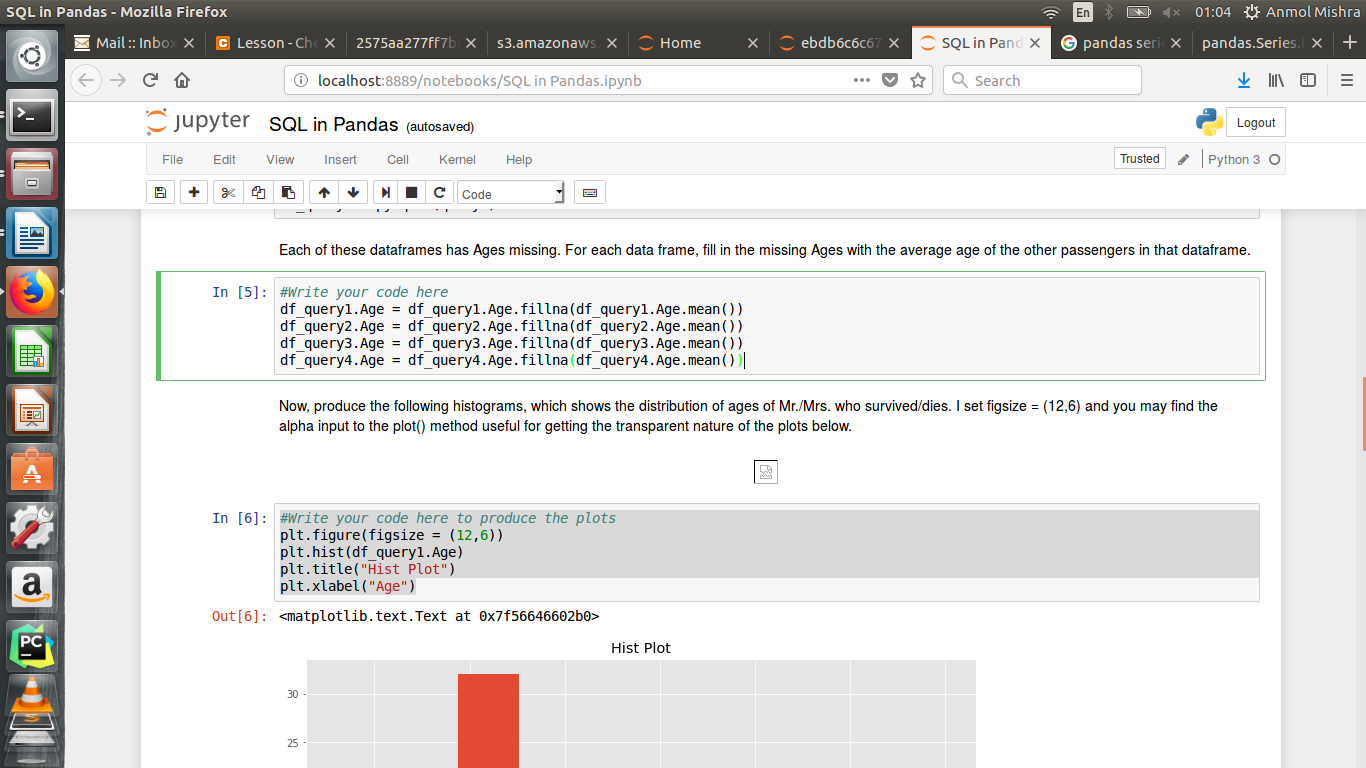 SQL in Pandas - Mozilla Firefox
En
01:04
Anmol Mishra
Mail :: Inbox
Lesson - Che
2575aa277ff7b
s3.amazonaws.
Home
ebdb6c6c67
SQL in Pand
pandas seri
pandas.Series.
localhost:8889/notebooks/SQL in Pandas.ipynb
Search
jupyter
SQL in Pandas (autosaved)
Logout
File Edit View Insert Cell Kernel Help
Trusted
Python 3
Code
Each of these dataframes has Ages missing. For each data frame, fill in the missing Ages with the average age of the other passengers in that dataframe.
In [5]:
#Write your code here
df_query1.Age = df_query1.Age.fillna(df_query1.Age.mean())
df_query2.Age = df_query2.Age.fillna(df_query2.Age.mean())
df_query3.Age = df_query3.Age.fillna(df_query3.Age.mean())
df_query4.Age = df_query4.Age.fillna(df_query4.Age.mean())
Now, produce the following histograms, which shows the distribution of ages of Mr./Mrs. who survived/dies. I set figsize = (12,6) and you may find the
alpha input to the plot() method useful for getting the transparent nature of the plots below.
In [6]:
#Write your code here to produce the plots
plt.figure(figsize = (12,6))
plt.hist(df_query1.Age)
plt.title("Hist Plot")
plt.xlabel("Age")
Out[6]:
<matplotlib.text.Text at 0x7f56646602b0>
Hist Plot
30
25
A
a
PC
S